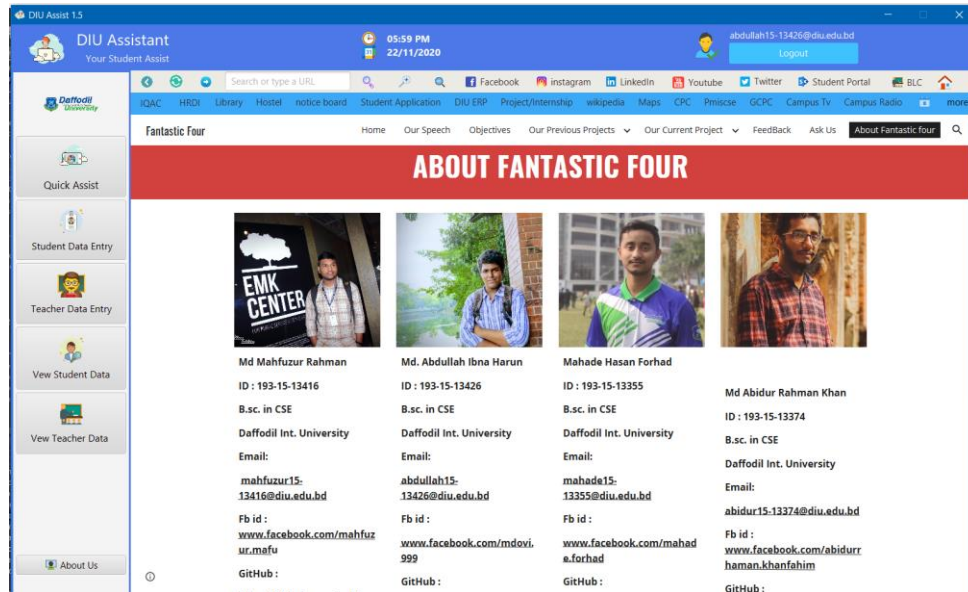 DIU Assist 1.5
DIU Assistant
Your Student Assist
05:59 PM
22/11/2020
abdullah15-13426@diu.edu.bd
Logout
Daffodil
University
Search or type a URL
Facebook instagram LinkedIn Youtube Twitter Student Portal BLC
IQAC HRDI Library Hostel notice board Student Application DIU ERP Project/Internship wikipedia Maps CPC Pmiscse GCPC Campus Tv Campus Radio more
Fantastic Four Home Our Speech Objectives Our Previous Projects Our Current Project FeedBack Ask Us About Fantastic four
Quick Assist
Student Data Entry
Teacher Data Entry
Vew Student Data
Vew Teacher Data
About Us
ABOUT FANTASTIC FOUR
EMK
CENTER
Md Mahfuzur Rahman
ID : 193-15-13416
B.sc. in CSE
Daffodil Int. University
Email:
mahfuzur15-
13416@diu.edu.bd
Fb id :
www.facebook.com/mahfuz
ur.mafu
GitHub :
Md. Abdullah Ibna Harun
ID : 193-15-13426
B.sc. in CSE
Daffodil Int. University
Email:
abdullah15-
13426@diu.edu.bd
Fb id :
www.facebook.com/mdovi.
999
GitHub :
Mahade Hasan Forhad
ID : 193-15-13355
B.sc. in CSE
Daffodil Int. University
Email:
mahade15-
13355@diu.edu.bd
Fb id :
www.facebook.com/mahad
e.forhad
GitHub :
Md Abidur Rahman Khan
ID : 193-15-13374
B.sc. in CSE
Daffodil Int. University
Email:
abidur15-13374@diu.edu.bd
Fb id :
www.facebook.com/abidurr
haman.khanfahim
GitHub :